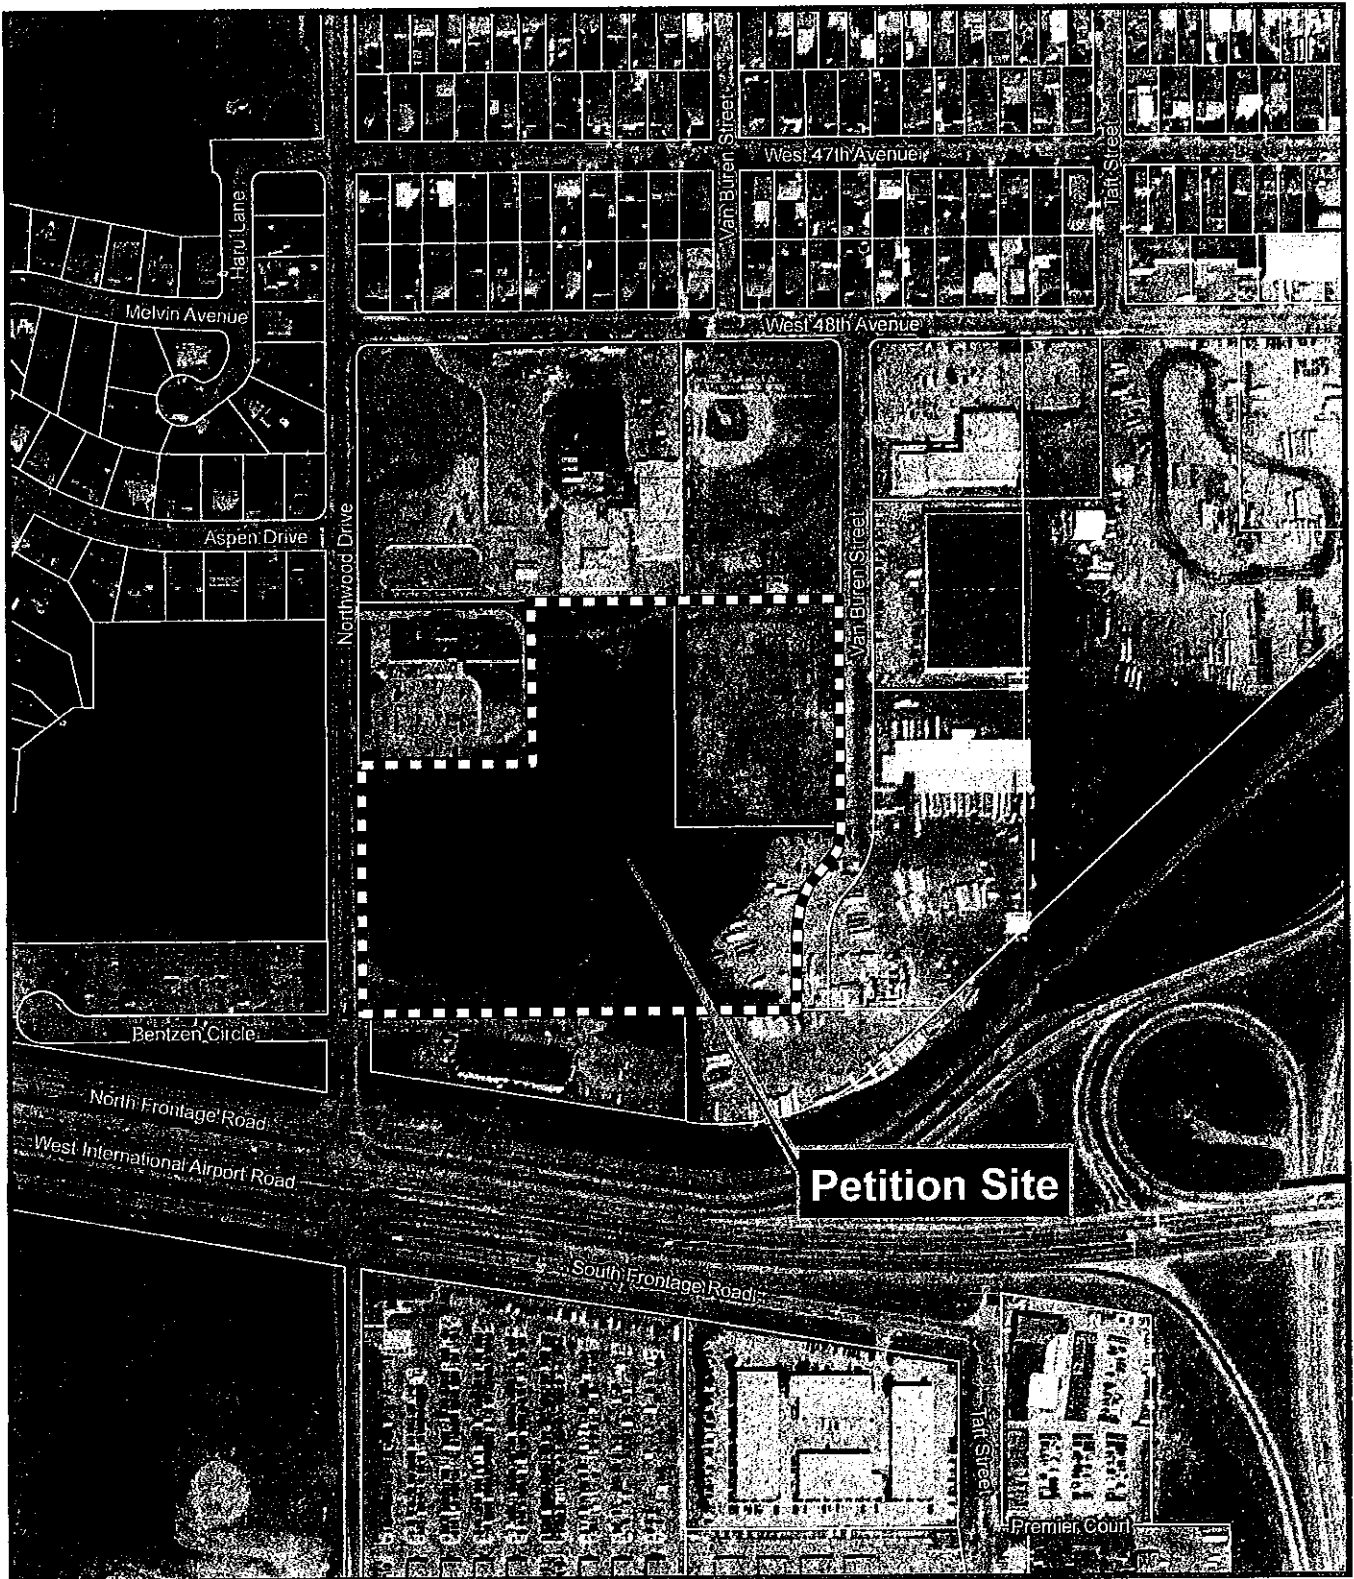 West 47th Avenue
Van Buren Street
Taft Street
Haru Lane
Melvin Avenue
West 48th Avenue
Aspen Drive
Northwood Drive
Van Buren Street
Bentzen Circle
North Frontage Road
West International Airport Road
Petition Site
South Frontage Road
Taft Street
Premier Court